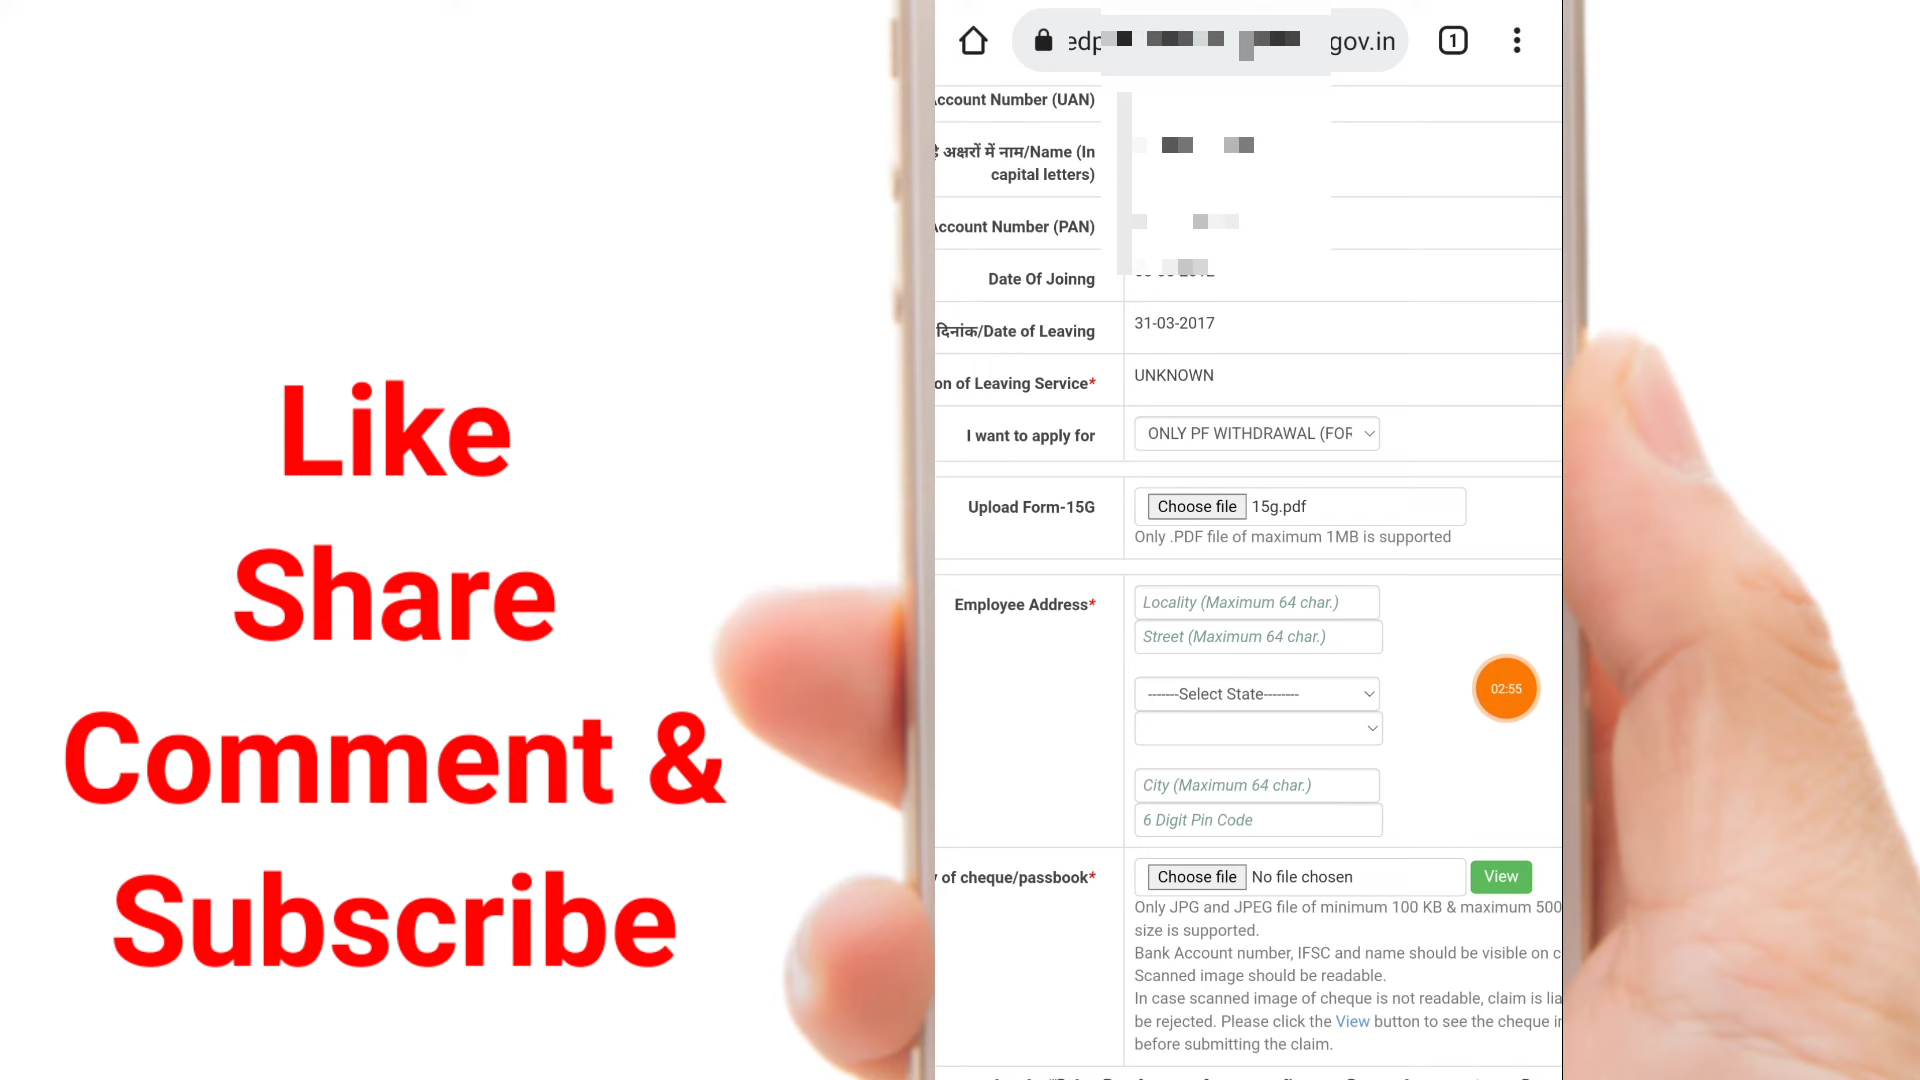 Like
Share
Comment &
Subscribe
gov.in
1
Account Number (UAN)
अक्षरों में नाम/Name (In
capital letters)
Account Number (PAN)
Date Of Joinng
दिनांक/Date of Leaving
31-03-2017
on of Leaving Service*
UNKNOWN
I want to apply for
ONLY PF WITHDRAWAL (FOR
Upload Form-15G
Choose file 15g.pdf
Only .PDF file of maximum 1MB is supported
Employee Address*
Locality (Maximum 64 char.)
Street (Maximum 64 char.)
-------Select State--------
City (Maximum 64 char.)
6 Digit Pin Code
02:55
y of cheque/passbook*
Choose file No file chosen
View
Only JPG and JPEG file of minimum 100 KB & maximum 500
size is supported.
Bank Account number, IFSC and name should be visible on c
Scanned image should be readable.
In case scanned image of cheque is not readable, claim is lia
be rejected. Please click the View button to see the cheque
before submitting the claim.